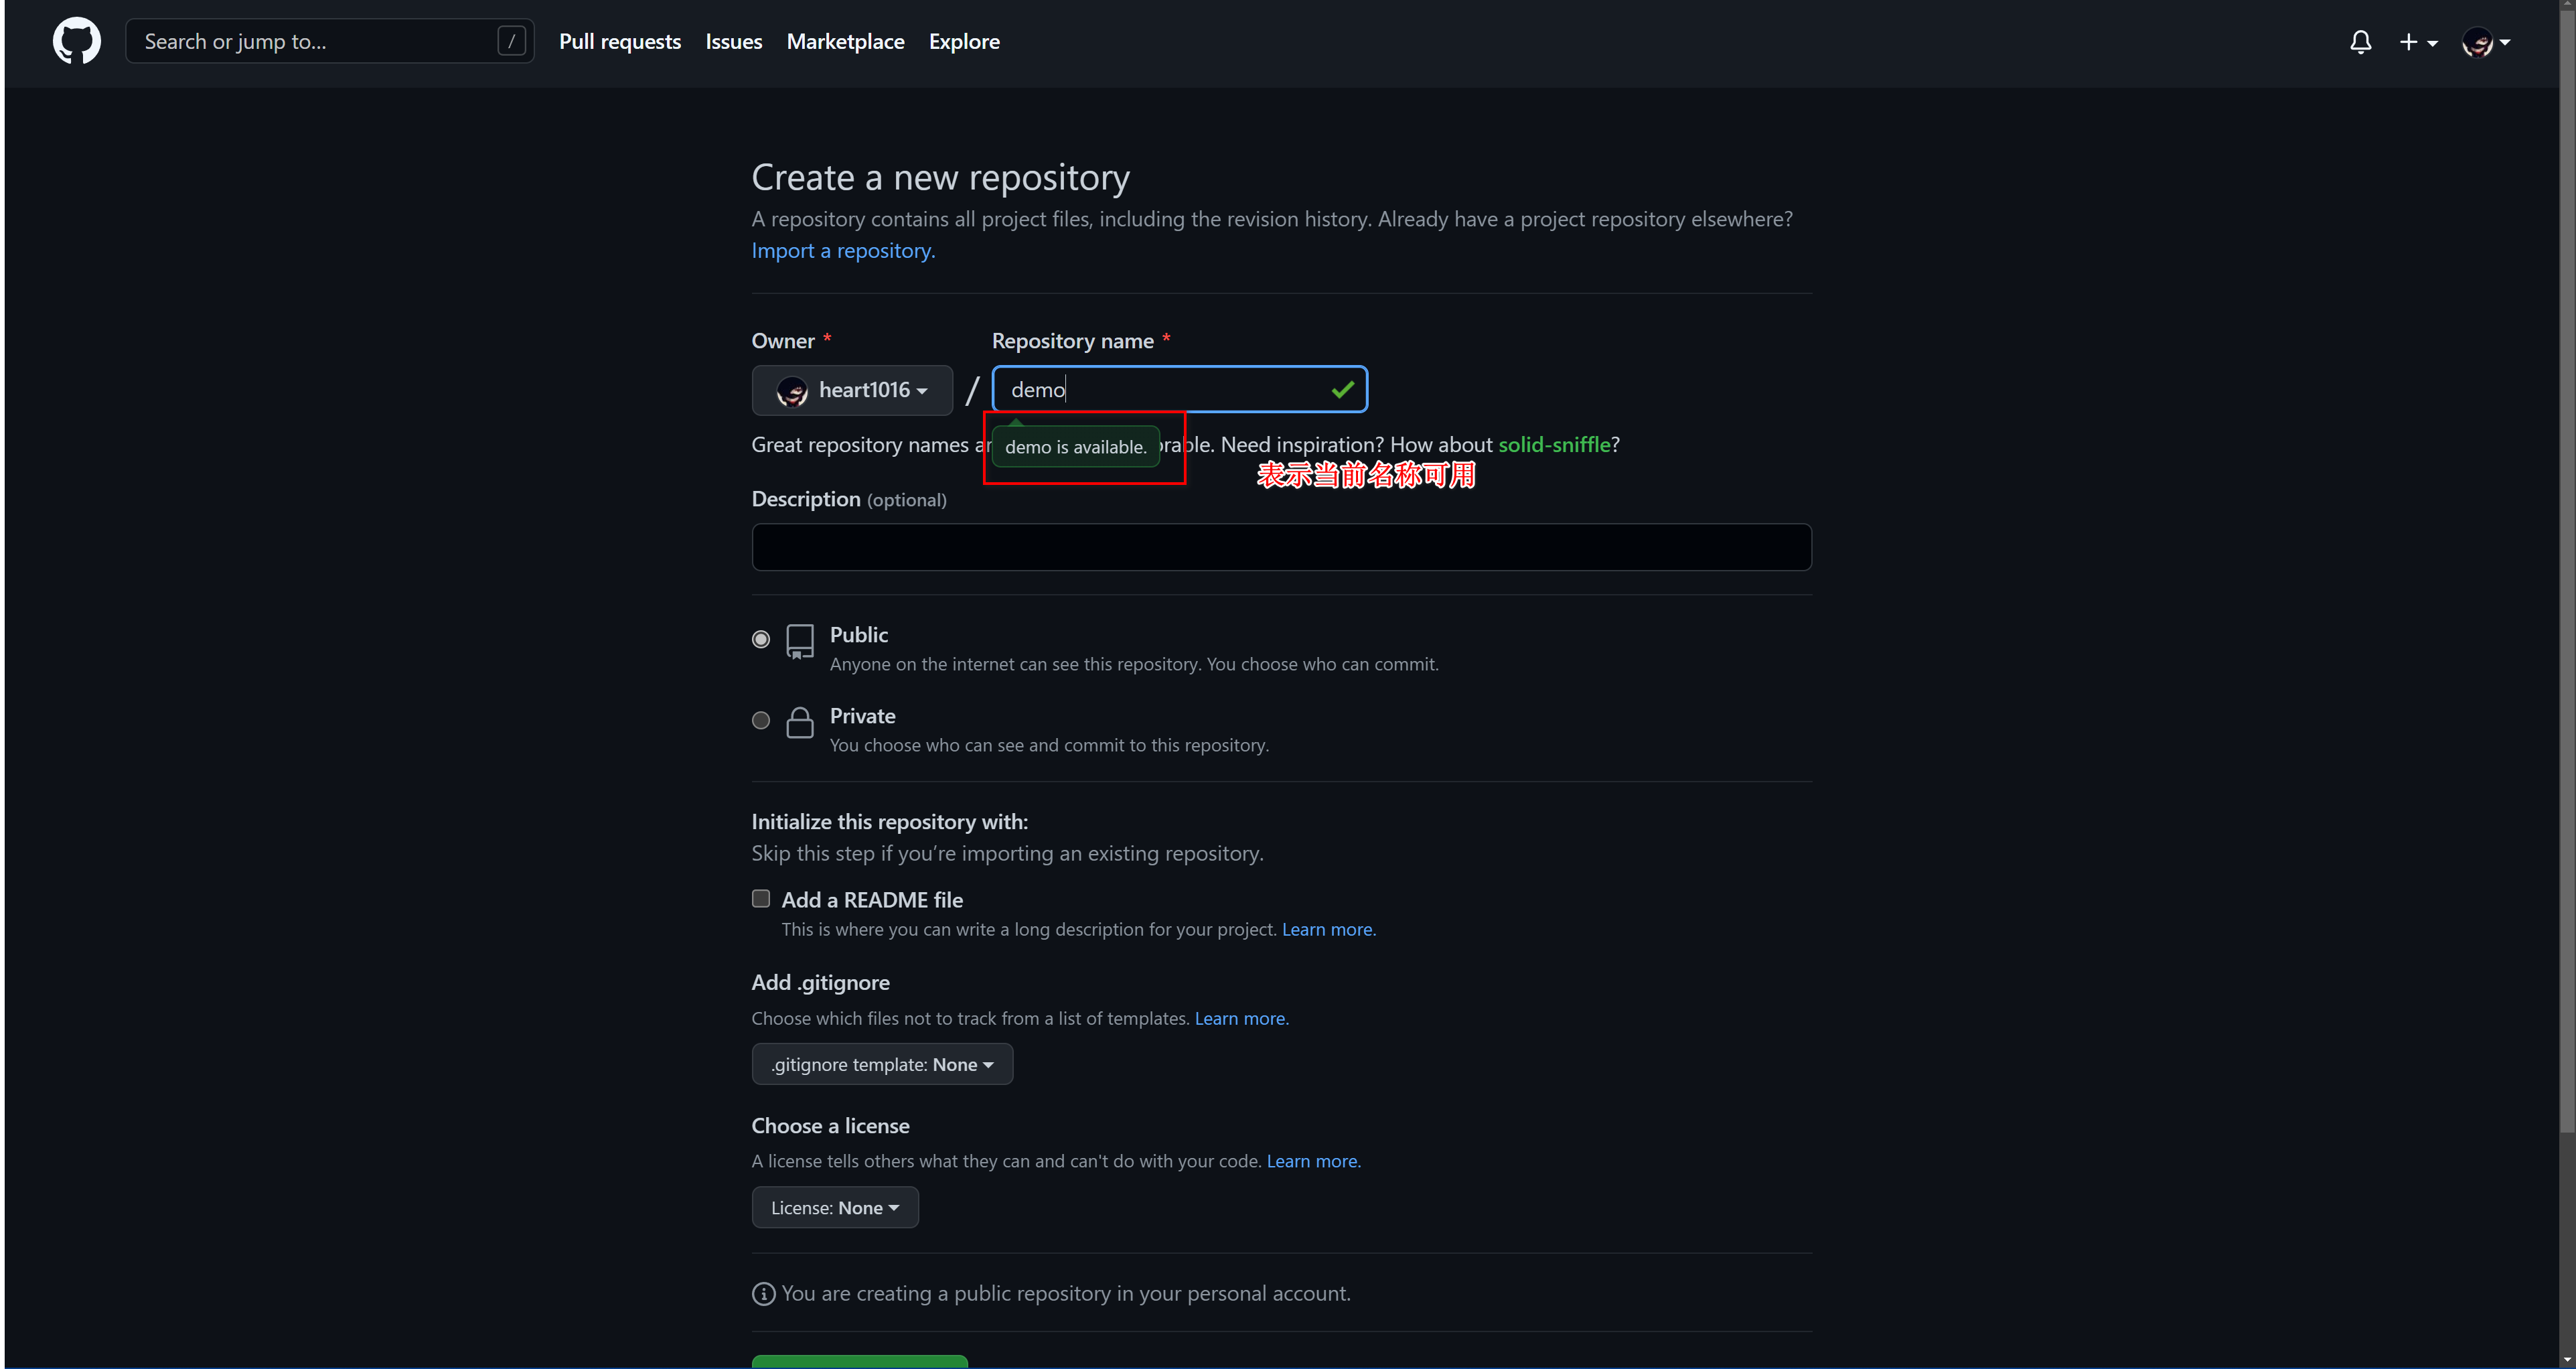 Search or jump to... /
Pull requests Issues Marketplace Explore
Create a new repository
A repository contains all project files, including the revision history. Already have a project repository elsewhere?
Import a repository.
Owner * Repository name *
heart1016 / demo
demo is available.
Great repository names ar orable. Need inspiration? How about solid-sniffle?
表示当前名称可用
Description (optional)
Public
Anyone on the internet can see this repository. You choose who can commit.
Private
You choose who can see and commit to this repository.
Initialize this repository with:
Skip this step if you’re importing an existing repository.
Add a README file
This is where you can write a long description for your project. Learn more.
Add .gitignore
Choose which files not to track from a list of templates. Learn more.
.gitignore template: None
Choose a license
A license tells others what they can and can't do with your code. Learn more.
License: None
You are creating a public repository in your personal account.